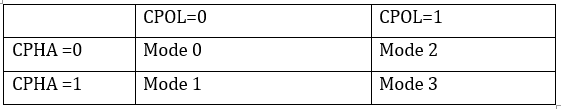 CPOL=0 CPOL=1
CPHA =0 Mode 0 Mode 2
CPHA =1 Mode 1 Mode 3